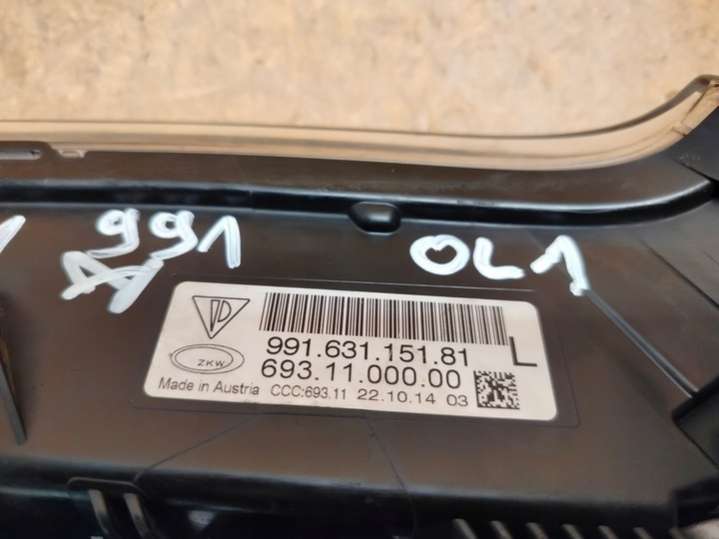 991 OL1
A
991.631.151.81 L
693.11.000.00
ZKW
Made in Austria CCC:693.11 22.10.14 03